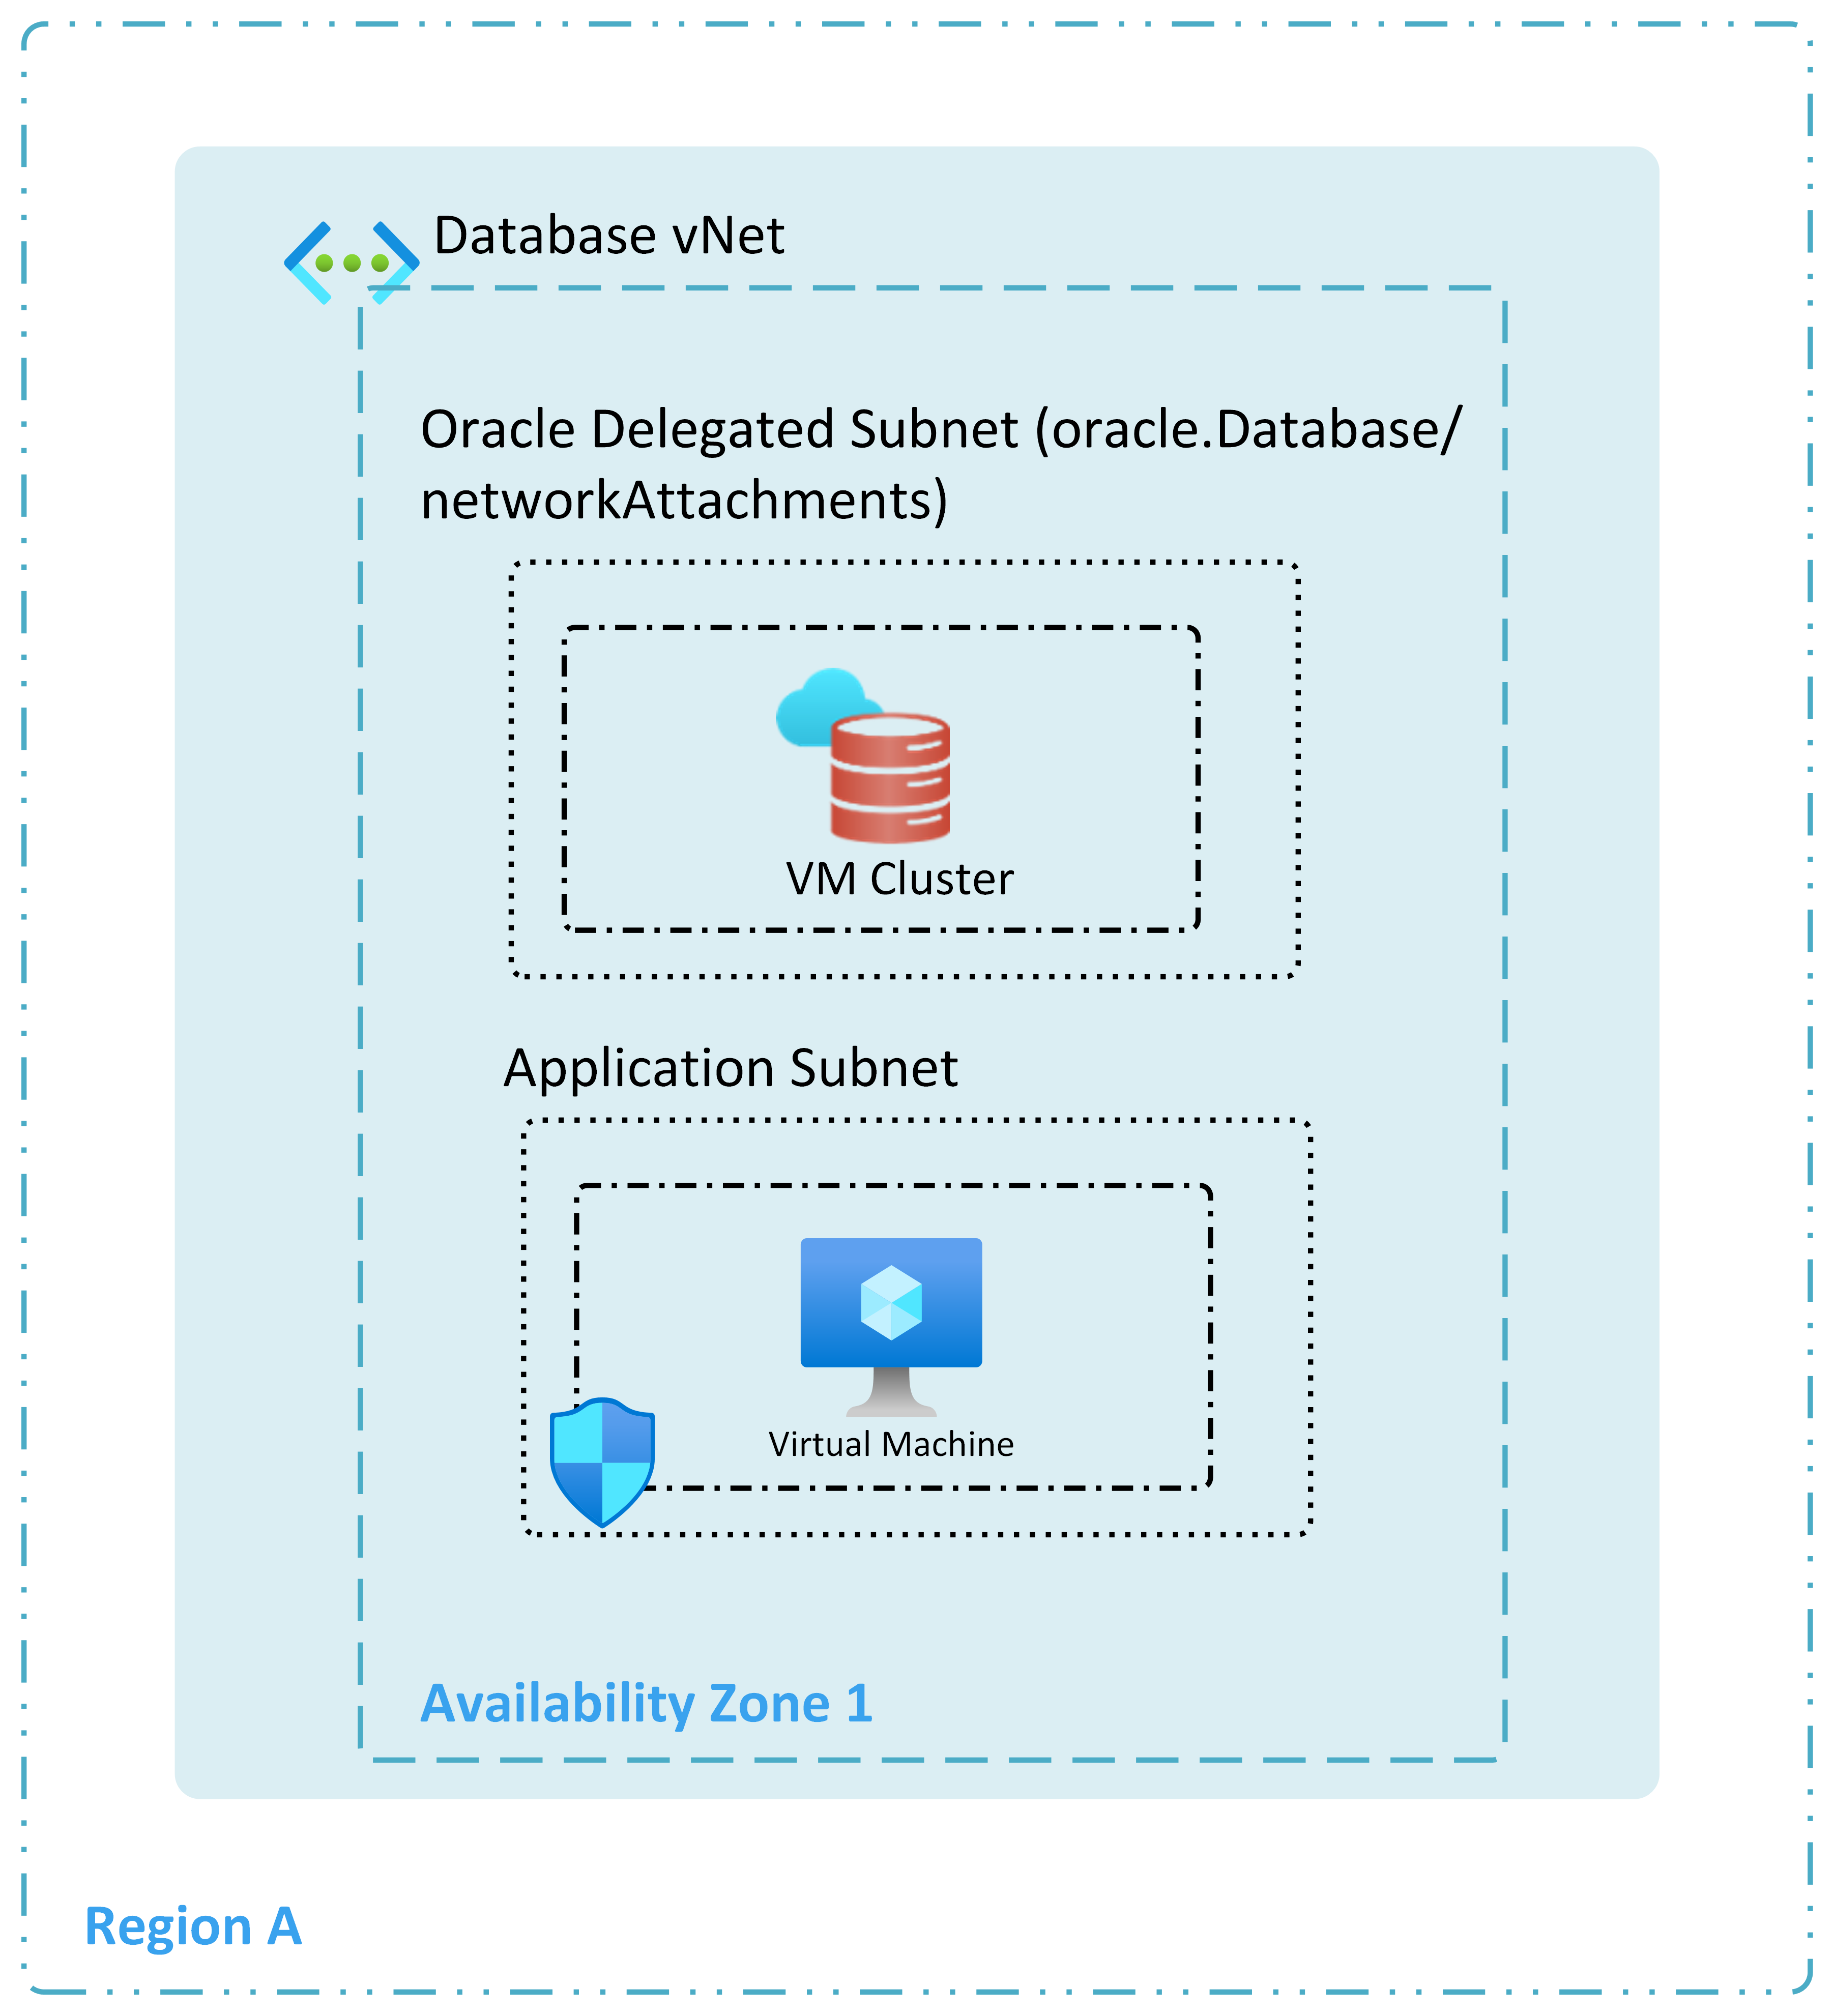 Database vNet
Oracle Delegated Subnet (oracle.Database/
networkAttachments)
VM Cluster
Application Subnet
Virtual Machine
Availability Zone 1
Region A